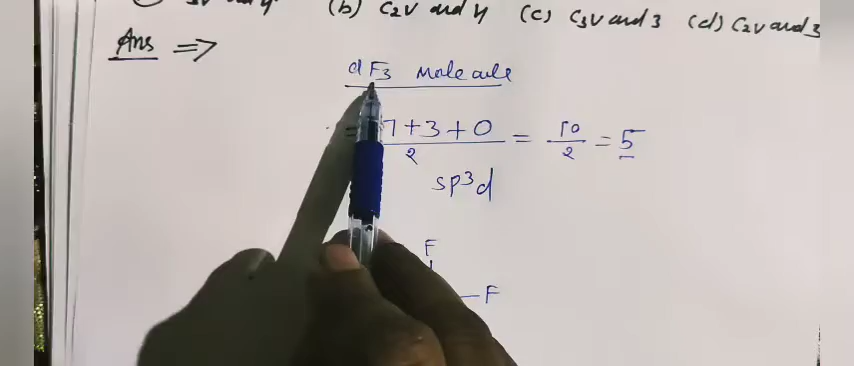 (b) C2V and 4 (c) C3V and 3 (d) C2V and 3
Ans ⇒
dF3 Molecule
= 7+3+0 / 2 = 10 / 2 = 5
SP³d
F
F